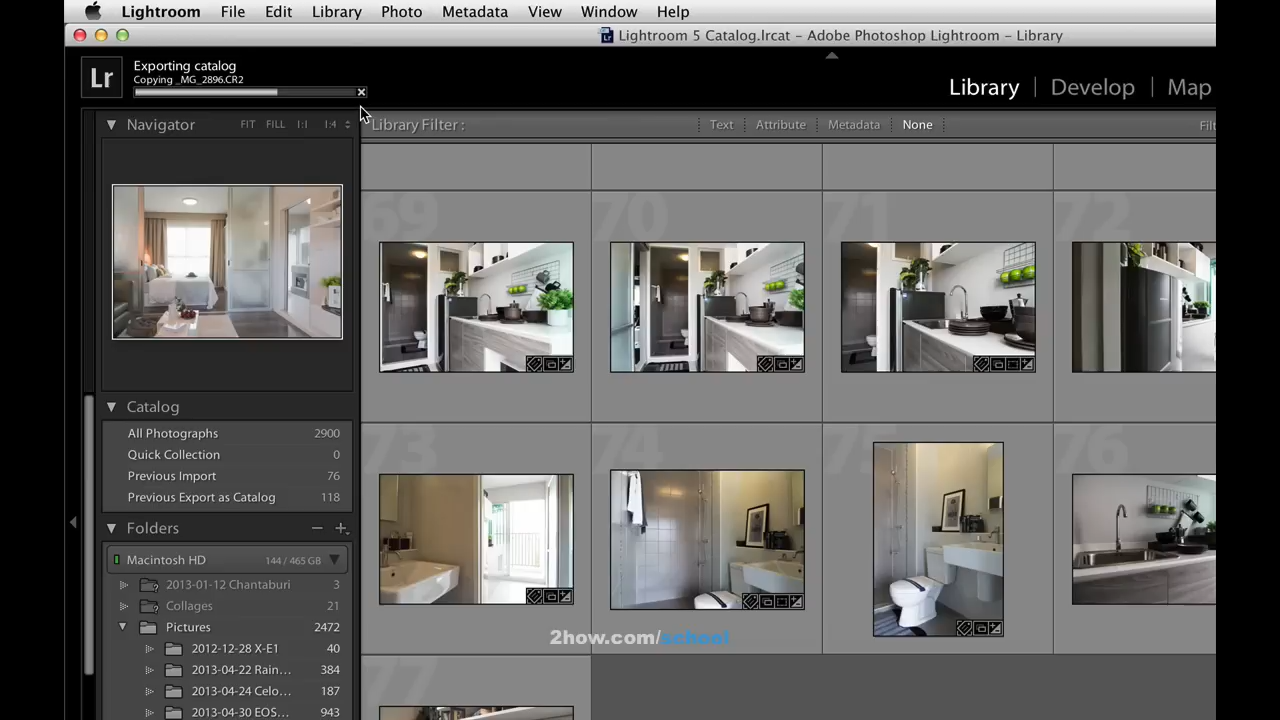 Lightroom File Edit Library Photo Metadata View Window Help
Lightroom 5 Catalog.lrcat – Adobe Photoshop Lightroom – Library
Lr
Exporting catalog
Copying _MG_2896.CR2
Library | Develop | Map
Navigator FIT FILL 1:1 1:4
Library Filter : Text Attribute Metadata None
69 70 71 72
Catalog
All Photographs 2900
Quick Collection 0
Previous Import 76
Previous Export as Catalog 118
73 74 75 76
Folders
Macintosh HD 144 / 465 GB
2013-01-12 Chantaburi 3
Collages 21
Pictures 2472
2012-12-28 X-E1 40
2013-04-22 Rain... 384
2013-04-24 Celo... 187
2013-04-30 EOS... 943
2how.com/school
77